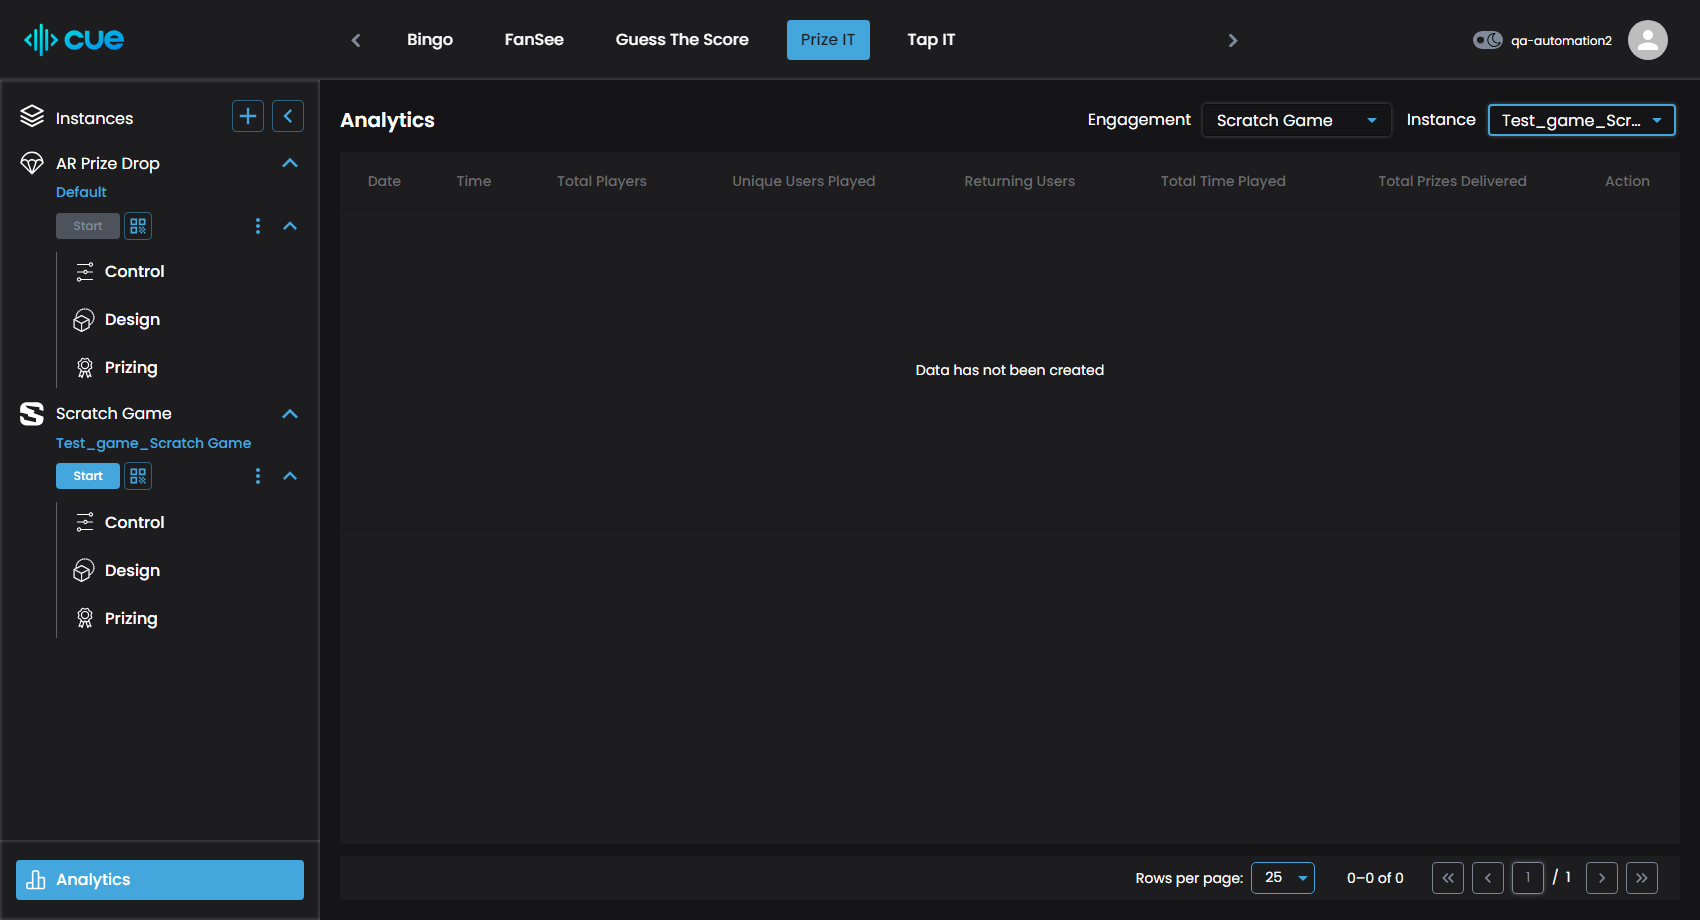 cue
Bingo
FanSee
Guess The Score
Prize IT
Tap IT
qa-automation2
Instances
AR Prize Drop
Default
Start
Control
Design
Prizing
Scratch Game
Test_game_Scratch Game
Start
Control
Design
Prizing
Analytics
Analytics
Engagement
Scratch Game
Instance
Test_game_Scr...
Date
Time
Total Players
Unique Users Played
Returning Users
Total Time Played
Total Prizes Delivered
Action
Data has not been created
Rows per page:
25
0–0 of 0
1
/ 1